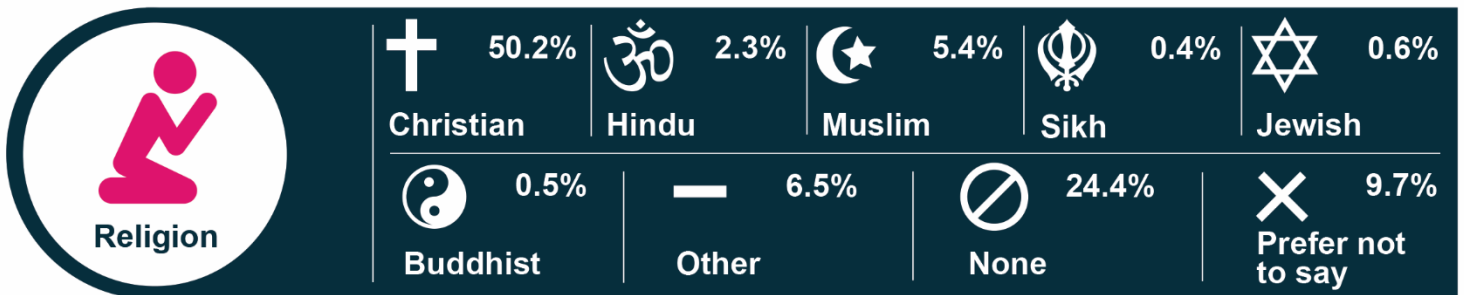 Religion
50.2%
Christian
2.3%
Hindu
5.4%
Muslim
0.4%
Sikh
0.6%
Jewish
0.5%
Buddhist
6.5%
Other
24.4%
None
9.7%
Prefer not
to say